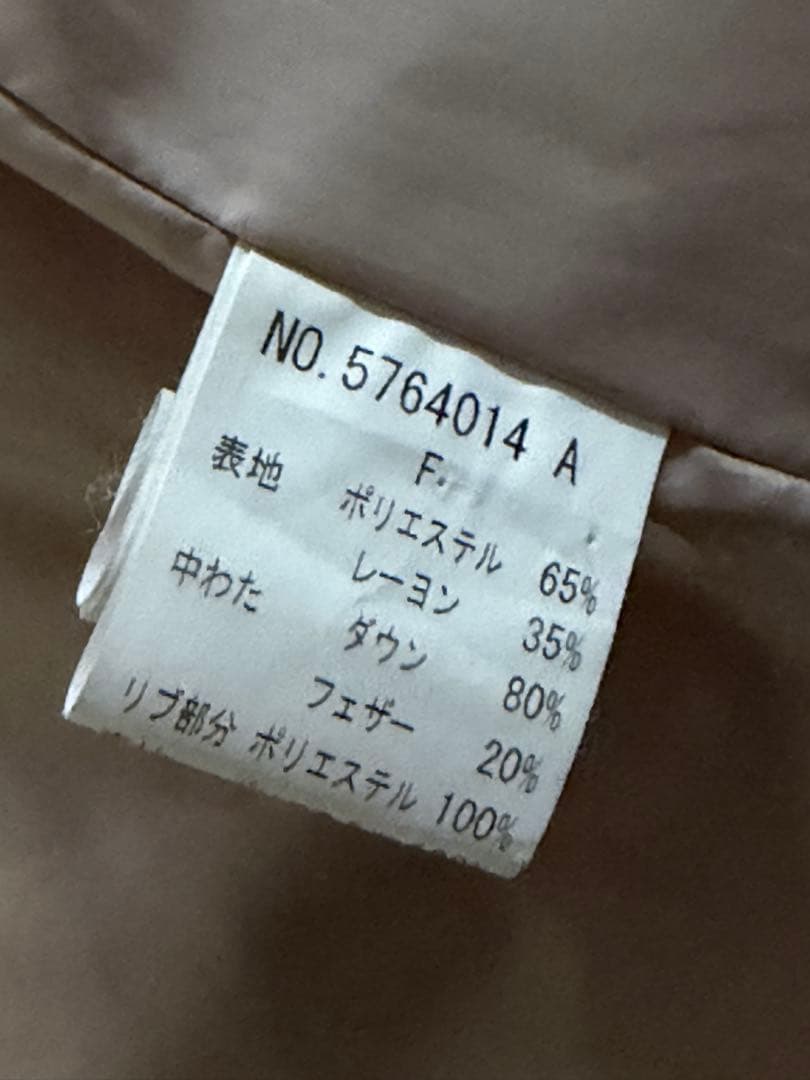 NO.5764014 A
F.
表地 ポリエステル 65%
レーヨン 35%
中わた ダウン 80%
フェザー 20%
リブ部分 ポリエステル 100%